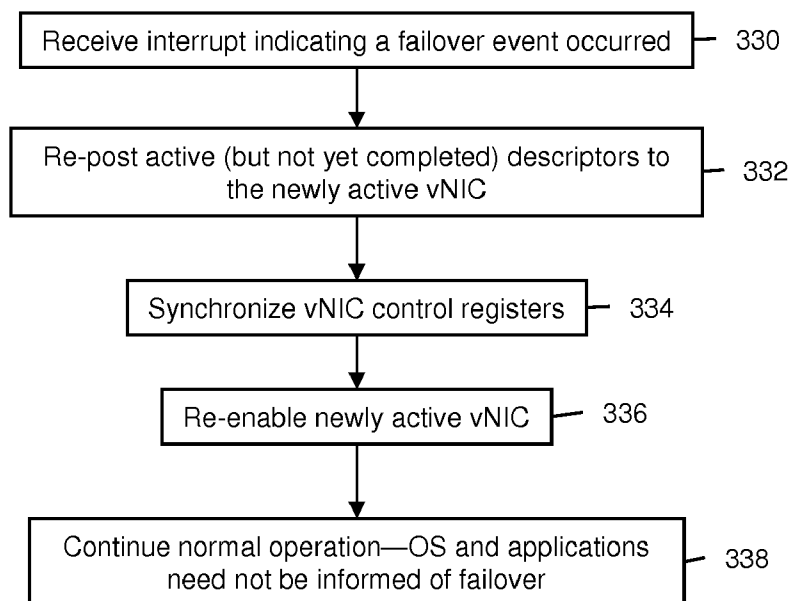 Receive interrupt indicating a failover event occurred
330
Re-post active (but not yet completed) descriptors to
the newly active vNIC
332
Synchronize vNIC control registers
334
Re-enable newly active vNIC
336
Continue normal operation—OS and applications
need not be informed of failover
338